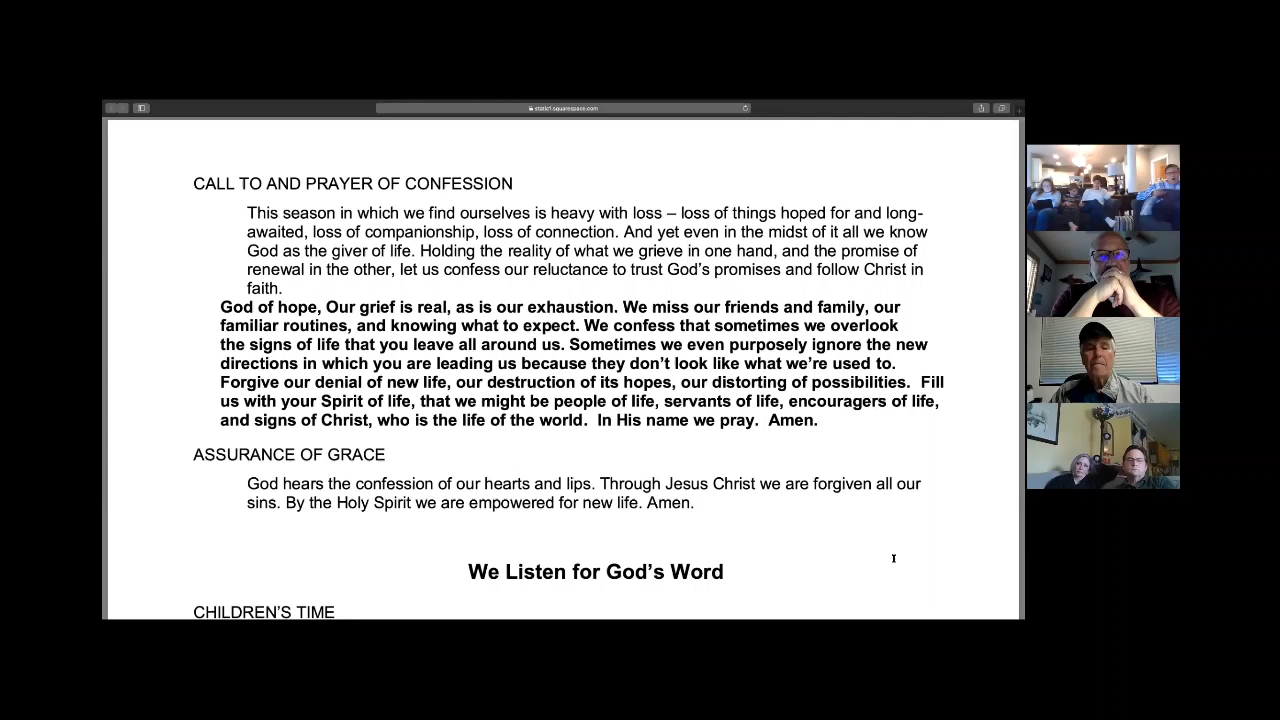 static1.squarespace.com
CALL TO AND PRAYER OF CONFESSION
This season in which we find ourselves is heavy with loss – loss of things hoped for and long-
awaited, loss of companionship, loss of connection. And yet even in the midst of it all we know
God as the giver of life. Holding the reality of what we grieve in one hand, and the promise of
renewal in the other, let us confess our reluctance to trust God’s promises and follow Christ in
faith.
God of hope, Our grief is real, as is our exhaustion. We miss our friends and family, our
familiar routines, and knowing what to expect. We confess that sometimes we overlook
the signs of life that you leave all around us. Sometimes we even purposely ignore the new
directions in which you are leading us because they don’t look like what we’re used to.
Forgive our denial of new life, our destruction of its hopes, our distorting of possibilities.  Fill
us with your Spirit of life, that we might be people of life, servants of life, encouragers of life,
and signs of Christ, who is the life of the world.  In His name we pray.  Amen.
ASSURANCE OF GRACE
God hears the confession of our hearts and lips. Through Jesus Christ we are forgiven all our
sins. By the Holy Spirit we are empowered for new life. Amen.
We Listen for God’s Word
CHILDREN’S TIME